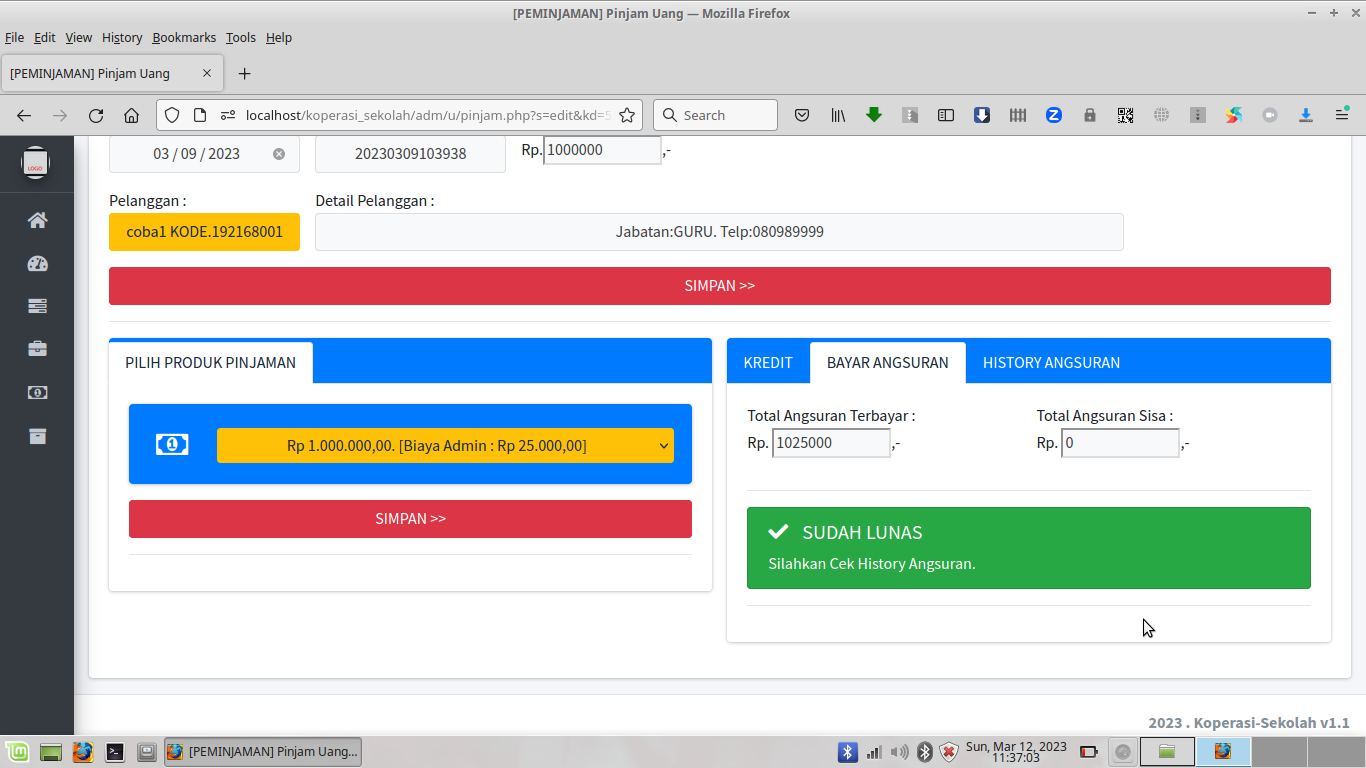 [PEMINJAMAN] Pinjam Uang — Mozilla Firefox
File Edit View History Bookmarks Tools Help
[PEMINJAMAN] Pinjam Uang
localhost/koperasi_sekolah/adm/u/pinjam.php?s=edit&kd=5
Search
LOGO
03 / 09 / 2023
20230309103938
Rp. 1000000 ,-
Pelanggan :
Detail Pelanggan :
coba1 KODE.192168001
Jabatan:GURU. Telp:080989999
SIMPAN >>
PILIH PRODUK PINJAMAN
KREDIT
BAYAR ANGSURAN
HISTORY ANGSURAN
Rp 1.000.000,00. [Biaya Admin : Rp 25.000,00]
SIMPAN >>
Total Angsuran Terbayar :
Rp. 1025000 ,-
Total Angsuran Sisa :
Rp. 0 ,-
SUDAH LUNAS
Silahkan Cek History Angsuran.
2023 . Koperasi-Sekolah v1.1
[PEMINJAMAN] Pinjam Uang...
Sun, Mar 12, 2023
11:37:03